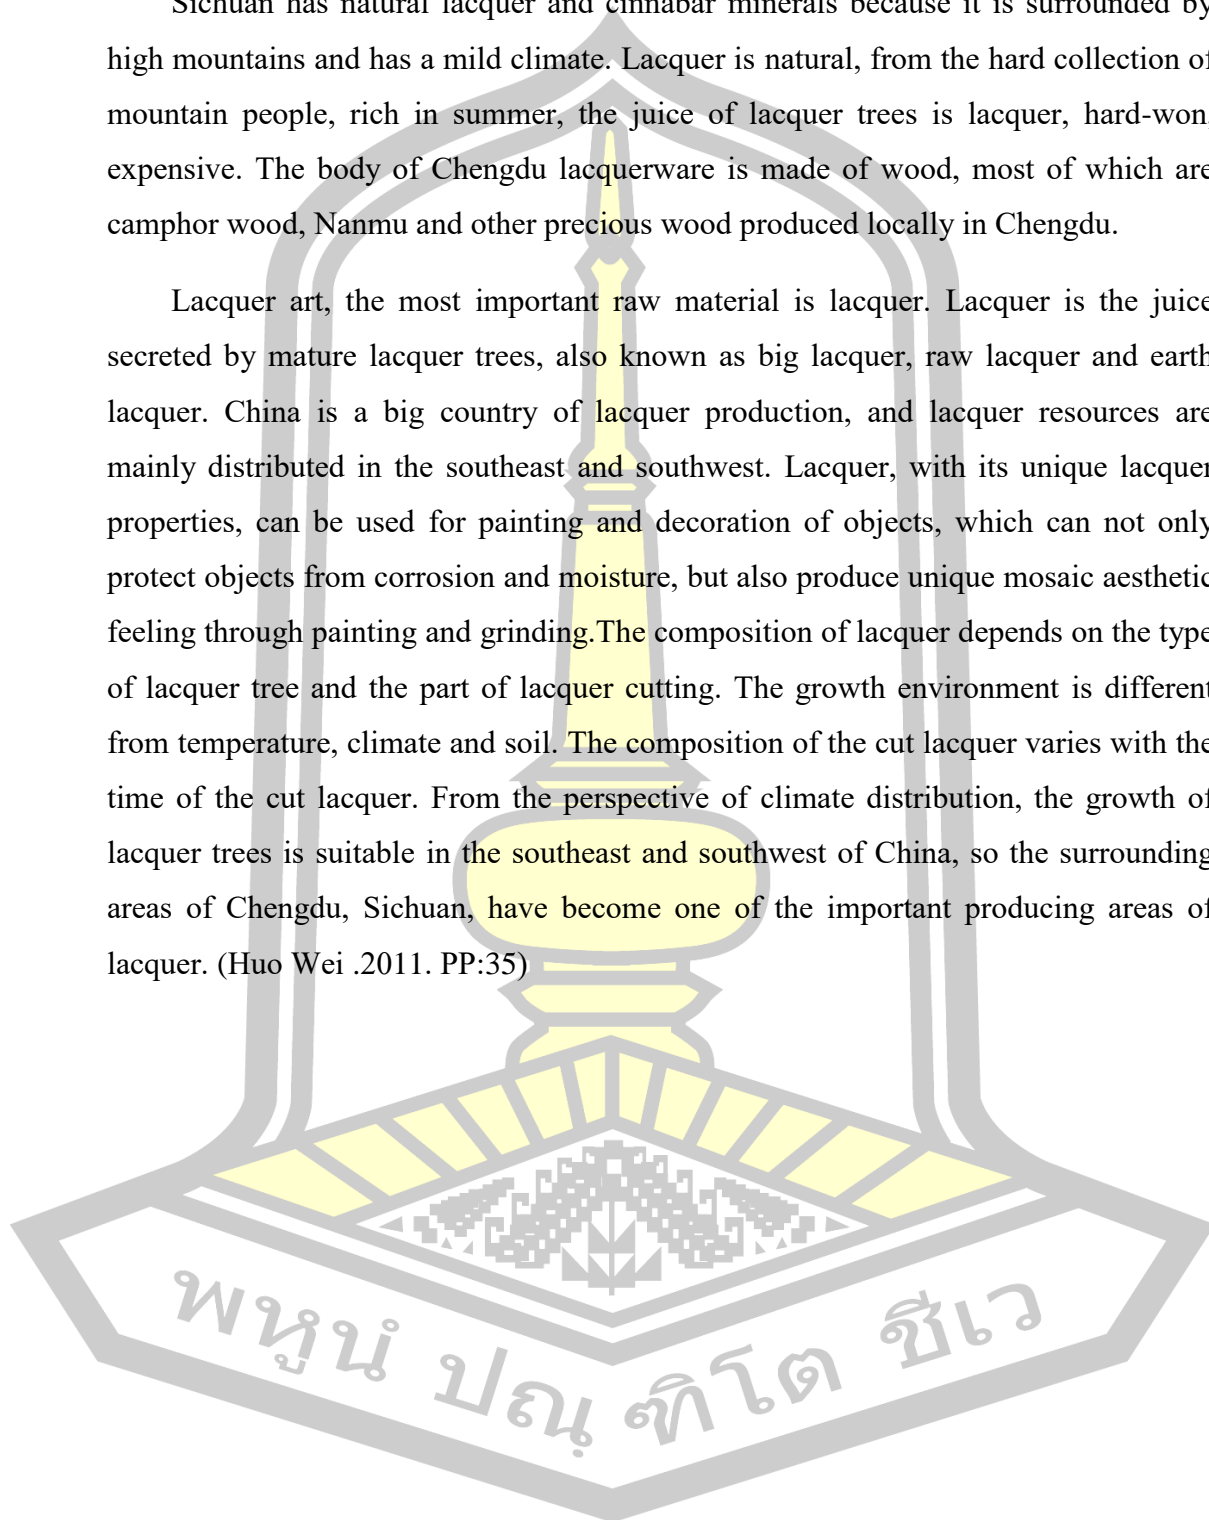 Sichuan has natural lacquer and cinnabar minerals because it is surrounded by
high mountains and has a mild climate. Lacquer is natural, from the hard collection of
mountain people, rich in summer, the juice of lacquer trees is lacquer, hard-won,
expensive. The body of Chengdu lacquerware is made of wood, most of which are
camphor wood, Nanmu and other precious wood produced locally in Chengdu.
Lacquer art, the most important raw material is lacquer. Lacquer is the juice
secreted by mature lacquer trees, also known as big lacquer, raw lacquer and earth
lacquer. China is a big country of lacquer production, and lacquer resources are
mainly distributed in the southeast and southwest. Lacquer, with its unique lacquer
properties, can be used for painting and decoration of objects, which can not only
protect objects from corrosion and moisture, but also produce unique mosaic aesthetic
feeling through painting and grinding.The composition of lacquer depends on the type
of lacquer tree and the part of lacquer cutting. The growth environment is different
from temperature, climate and soil. The composition of the cut lacquer varies with the
time of the cut lacquer. From the perspective of climate distribution, the growth of
lacquer trees is suitable in the southeast and southwest of China, so the surrounding
areas of Chengdu, Sichuan, have become one of the important producing areas of
lacquer. (Huo Wei .2011. PP:35)
พหูนํ ปณฺฑิโต ชีเว